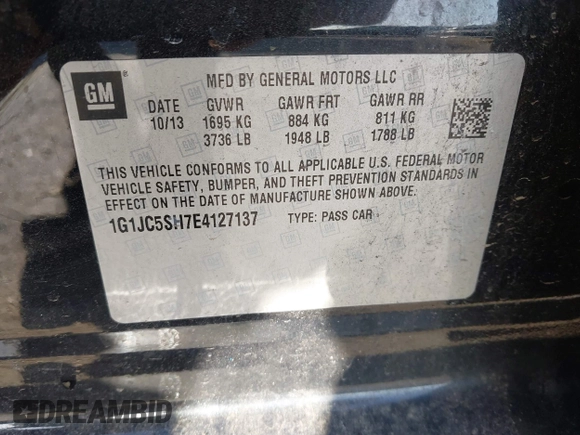 GM
MFD BY GENERAL MOTORS LLC
DATE GVWR GAWR FRT GAWR RR
10/13 1695 KG 884 KG 811 KG
3736 LB 1948 LB 1788 LB
THIS VEHICLE CONFORMS TO ALL APPLICABLE U.S. FEDERAL MOTOR
VEHICLE SAFETY, BUMPER, AND THEFT PREVENTION STANDARDS IN
EFFECT ON THE DATE OF MANUFACTURE SHOWN ABOVE.
1G1JC5SH7E4127137 TYPE: PASS CAR
DREAMBID